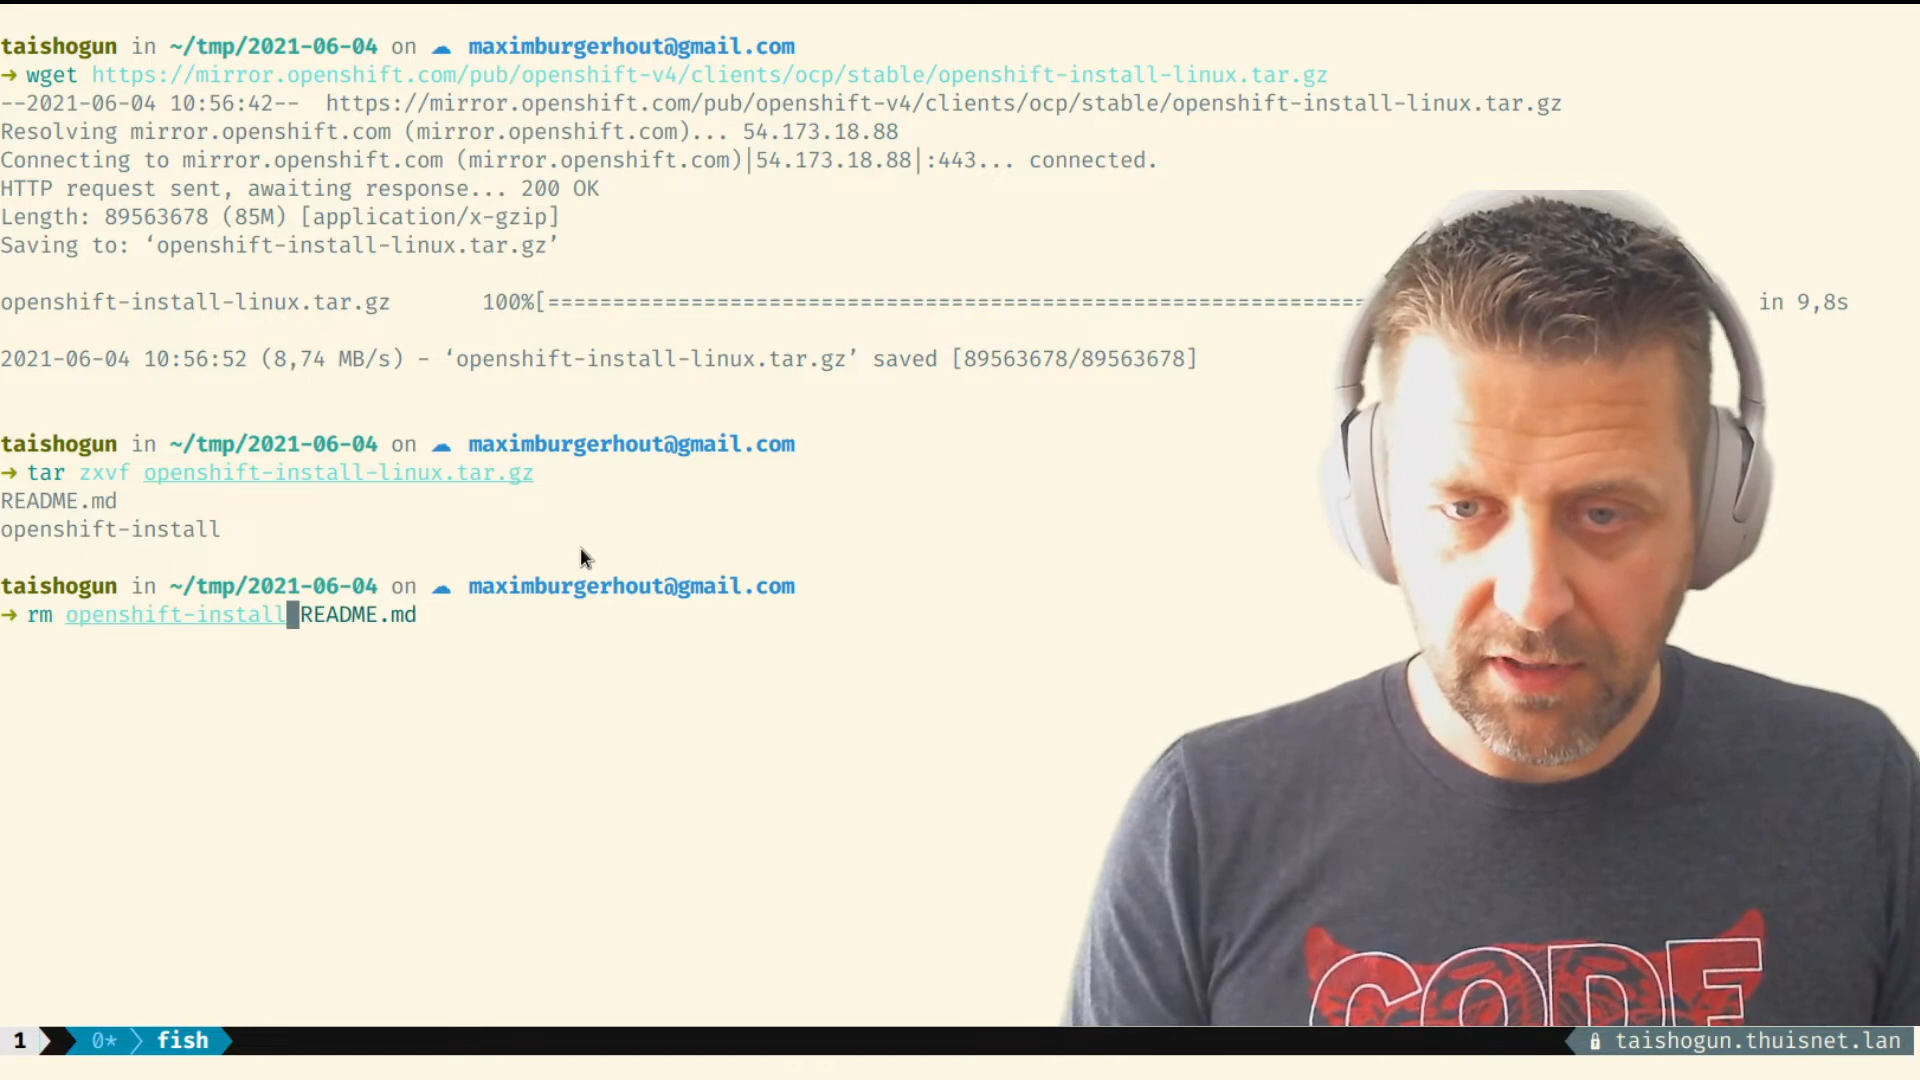 taishogun in ~/tmp/2021-06-04 on ☁ maximburgerhout@gmail.com
→ wget https://mirror.openshift.com/pub/openshift-v4/clients/ocp/stable/openshift-install-linux.tar.gz
--2021-06-04 10:56:42--  https://mirror.openshift.com/pub/openshift-v4/clients/ocp/stable/openshift-install-linux.tar.gz
Resolving mirror.openshift.com (mirror.openshift.com)... 54.173.18.88
Connecting to mirror.openshift.com (mirror.openshift.com)|54.173.18.88|:443... connected.
HTTP request sent, awaiting response... 200 OK
Length: 89563678 (85M) [application/x-gzip]
Saving to: ‘openshift-install-linux.tar.gz’
openshift-install-linux.tar.gz 100%[=============================================================== in 9,8s
2021-06-04 10:56:52 (8,74 MB/s) - ‘openshift-install-linux.tar.gz’ saved [89563678/89563678]
taishogun in ~/tmp/2021-06-04 on ☁ maximburgerhout@gmail.com
→ tar zxvf openshift-install-linux.tar.gz
README.md
openshift-install
taishogun in ~/tmp/2021-06-04 on ☁ maximburgerhout@gmail.com
→ rm openshift-install README.md
CODE
1 0* fish taishogun.thuisnet.lan